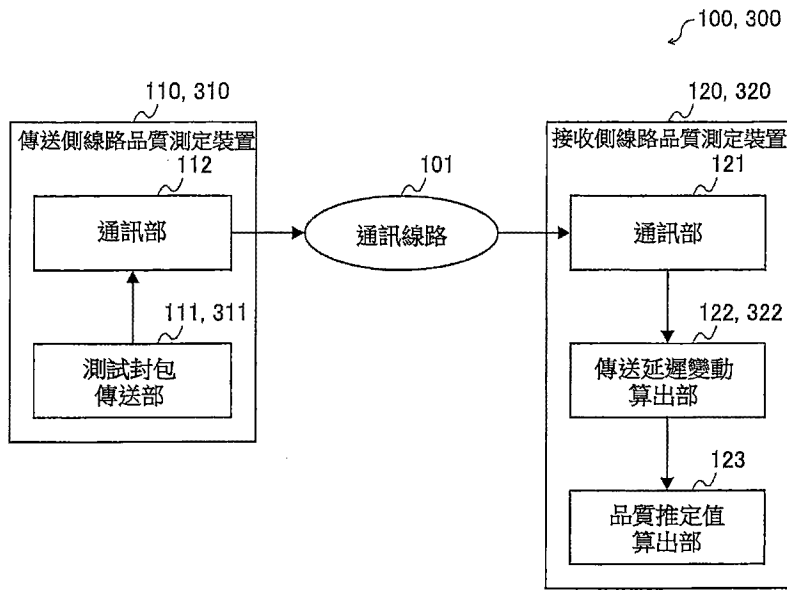 100, 300
110, 310
傳送側線路品質測定裝置
112
通訊部
111, 311
測試封包
傳送部
101
通訊線路
120, 320
接收側線路品質測定裝置
121
通訊部
122, 322
傳送延遲變動
算出部
123
品質推定值
算出部